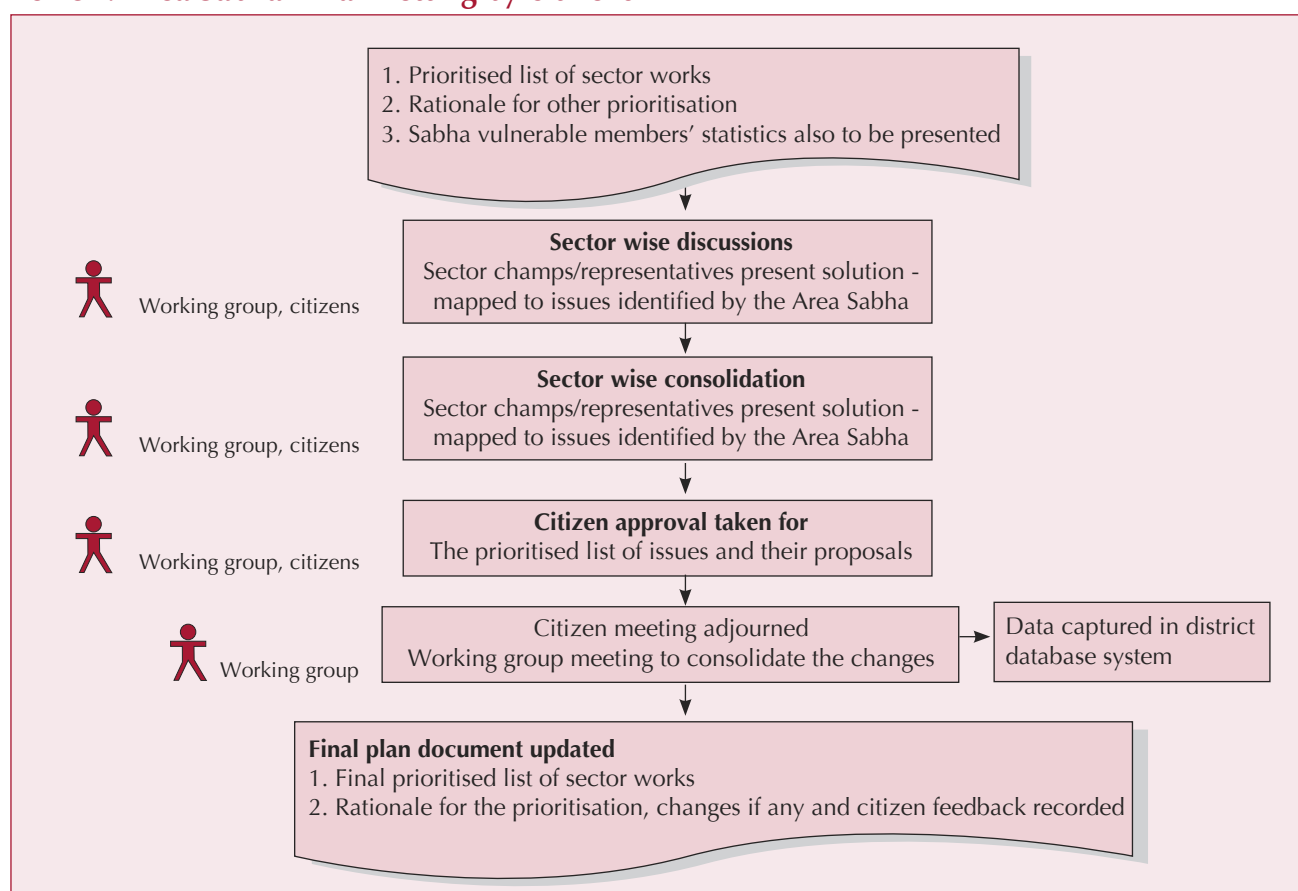 1. Prioritised list of sector works
2. Rationale for other prioritisation
3. Sabha vulnerable members' statistics also to be presented
Sector wise discussions
Sector champs/representatives present solution -
mapped to issues identified by the Area Sabha
Working group, citizens
Sector wise consolidation
Sector champs/representatives present solution -
mapped to issues identified by the Area Sabha
Working group, citizens
Citizen approval taken for
The prioritised list of issues and their proposals
Working group, citizens
Citizen meeting adjourned
Working group meeting to consolidate the changes
Working group
Data captured in district
database system
Final plan document updated
1. Final prioritised list of sector works
2. Rationale for the prioritisation, changes if any and citizen feedback recorded